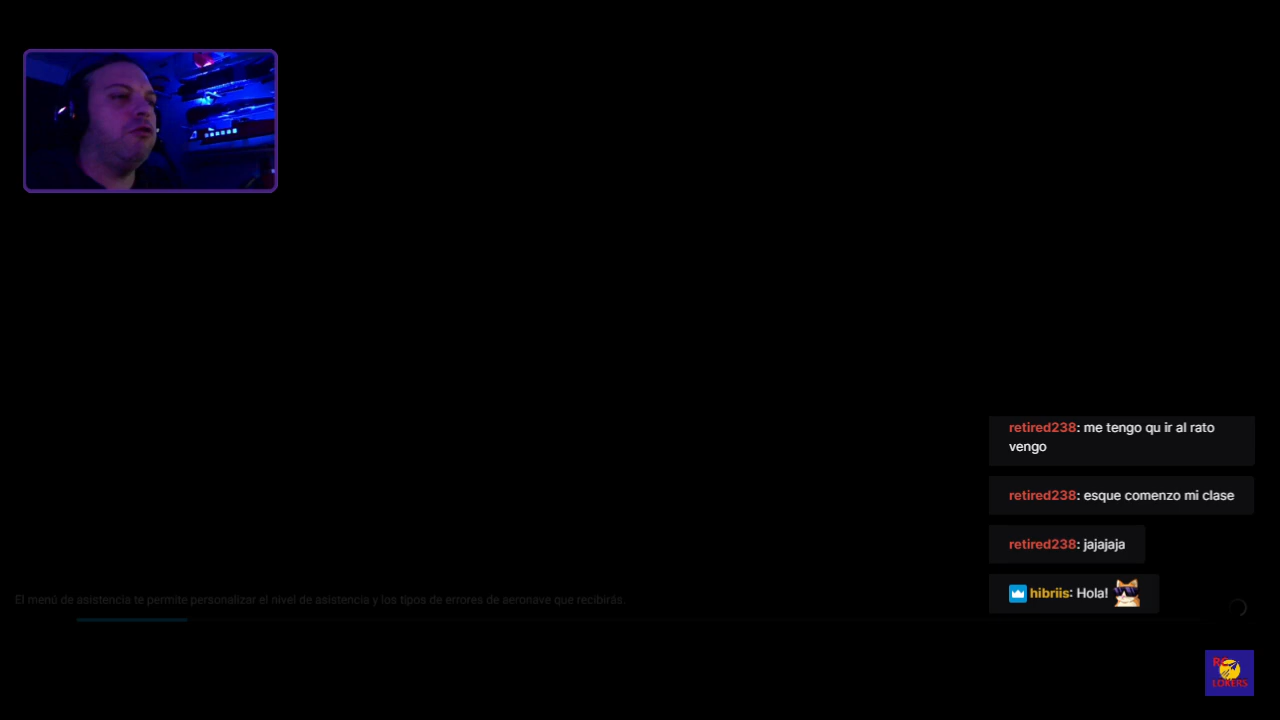 retired238: me tengo qu ir al rato
vengo
retired238: esque comenzo mi clase
retired238: jajajaja
hibriis: Hola!
El menú de asistencia te permite personalizar el nivel de asistencia y los tipos de errores de aeronave que recibirás.
LOKERS